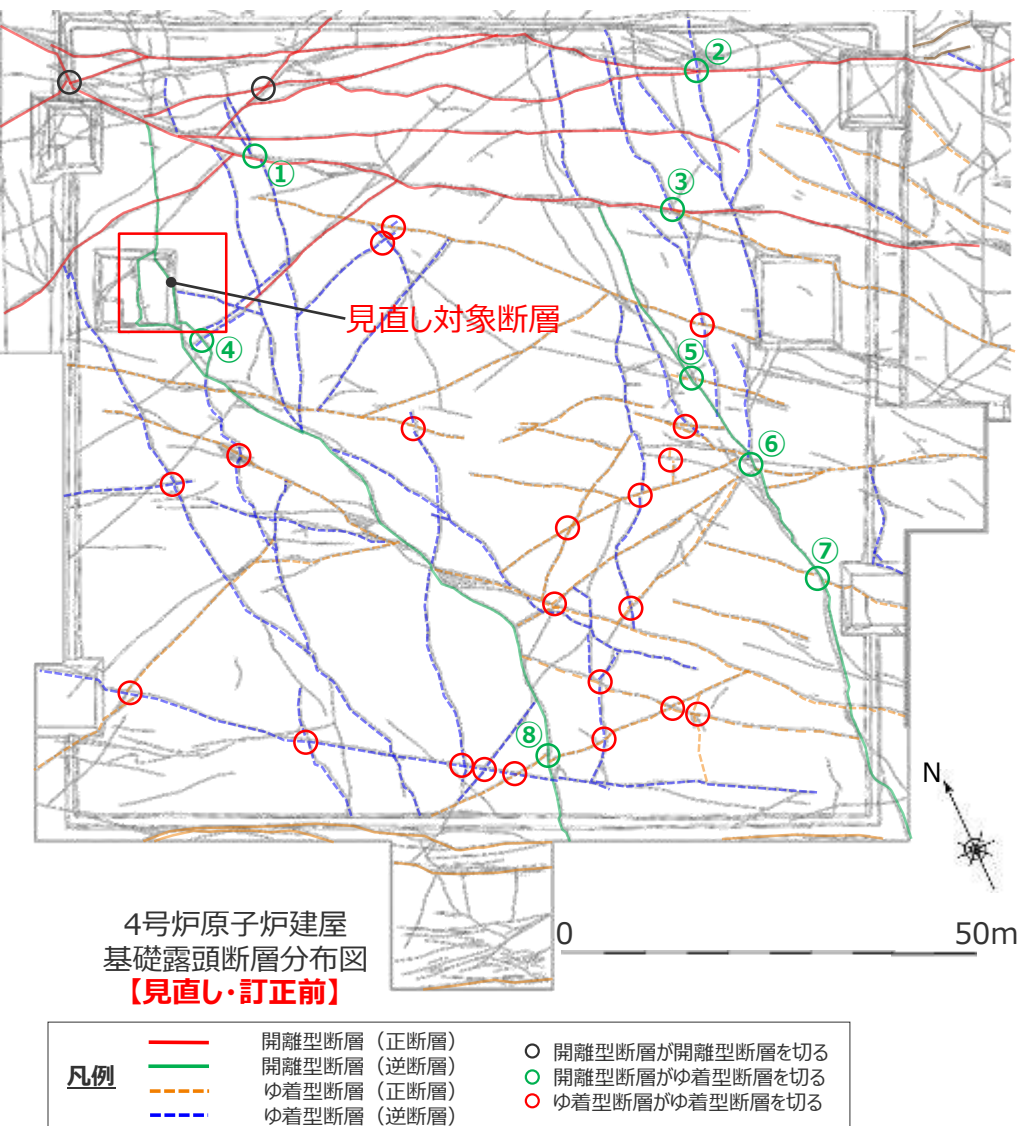 ②
①
③
見直し対象断層
④
⑤
⑥
⑦
⑧
N
4号炉原子炉建屋
基礎露頭断層分布図
【見直し・訂正前】
0 50m
凡例
開離型断層（正断層）
開離型断層（逆断層）
ゆ着型断層（正断層）
ゆ着型断層（逆断層）
開離型断層が開離型断層を切る
開離型断層がゆ着型断層を切る
ゆ着型断層がゆ着型断層を切る